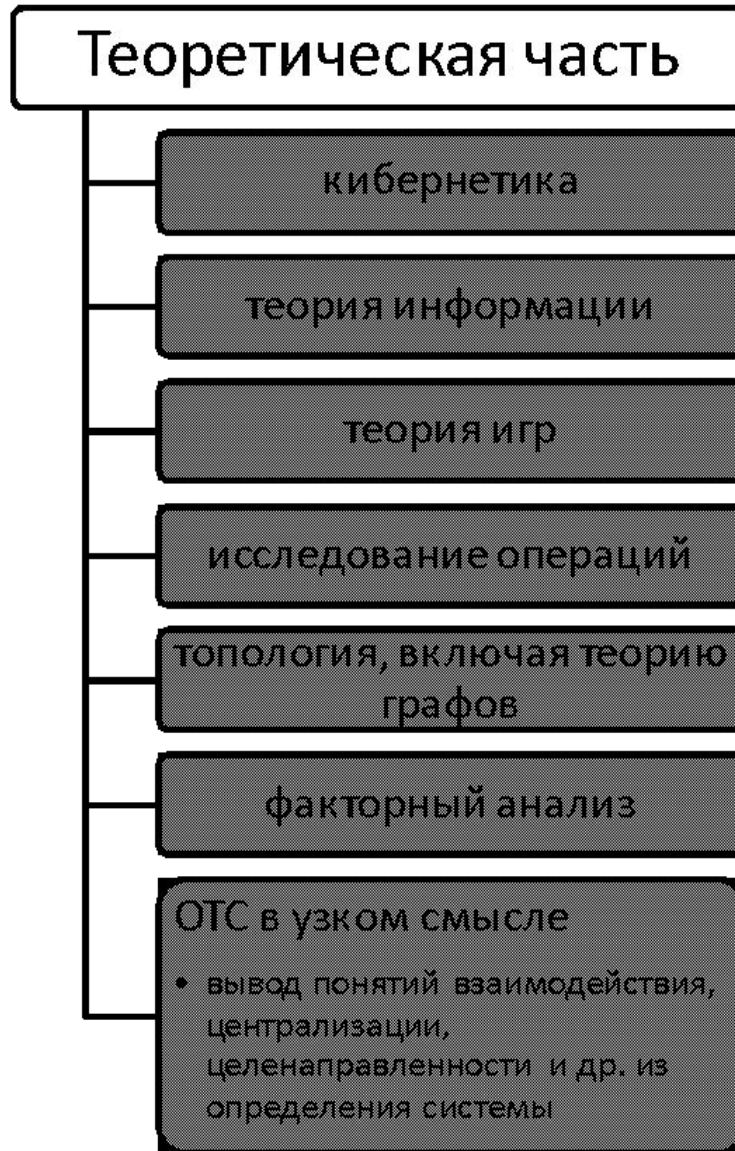 Теоретическая часть
кибернетика
теория информации
теория игр
исследование операций
топология, включая теорию
графов
факторный анализ
ОТС в узком смысле
• вывод понятий взаимодействия,
централизации,
целенаправленности и др. из
определения системы